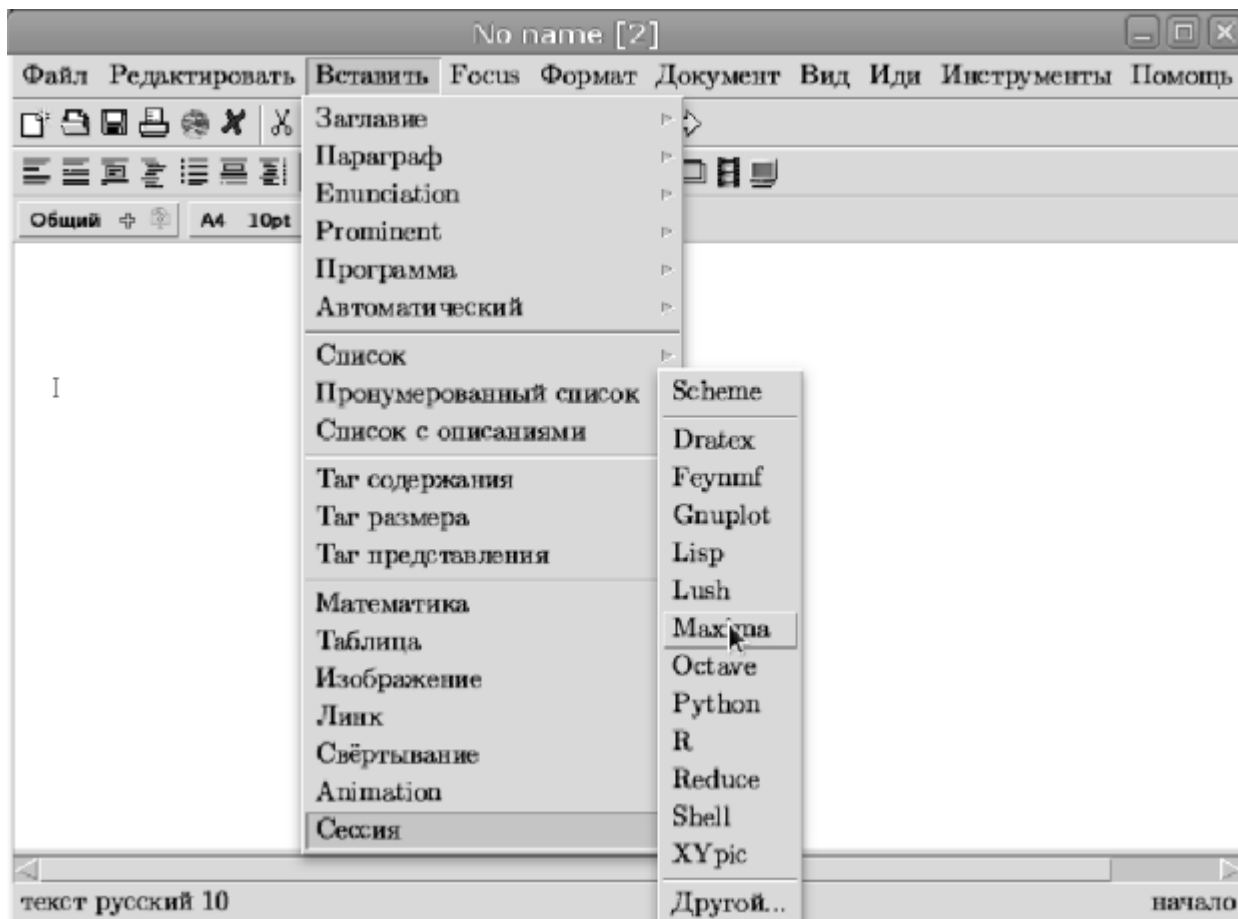 No name [2]
Файл Редактировать Вставить Focus Формат Документ Вид Иди Инструменты Помощь
Общий A4 10pt
Заглавие
Параграф
Enunciation
Prominent
Программа
Автоматический
Список
Пронумерованный список
Список с описаниями
Таг содержания
Таг размера
Таг представления
Математика
Таблица
Изображение
Линк
Свёртывание
Animation
Сессия
Scheme
Dratex
Feynmf
Gnuplot
Lisp
Lush
Maxima
Octave
Python
R
Reduce
Shell
XYpic
Другой...
текст русский 10 начало